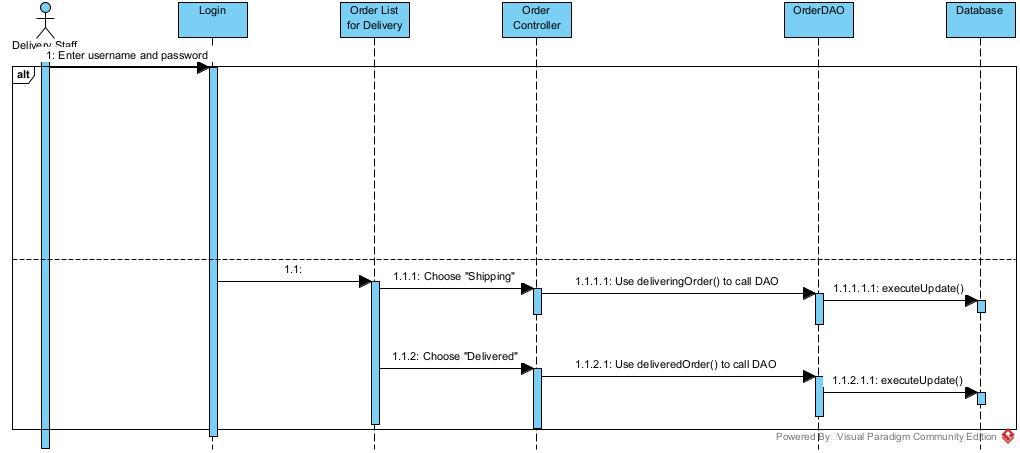 Login
Order List
for Delivery
Order
Controller
OrderDAO
Database
Delivery Staff
1: Enter username and password
alt
1.1:
1.1.1: Choose "Shipping"
1.1.1.1: Use deliveringOrder() to call DAO
1.1.1.1.1: executeUpdate()
1.1.2: Choose "Delivered"
1.1.2.1: Use deliveredOrder() to call DAO
1.1.2.1.1: executeUpdate()
Powered By Visual Paradigm Community Edition